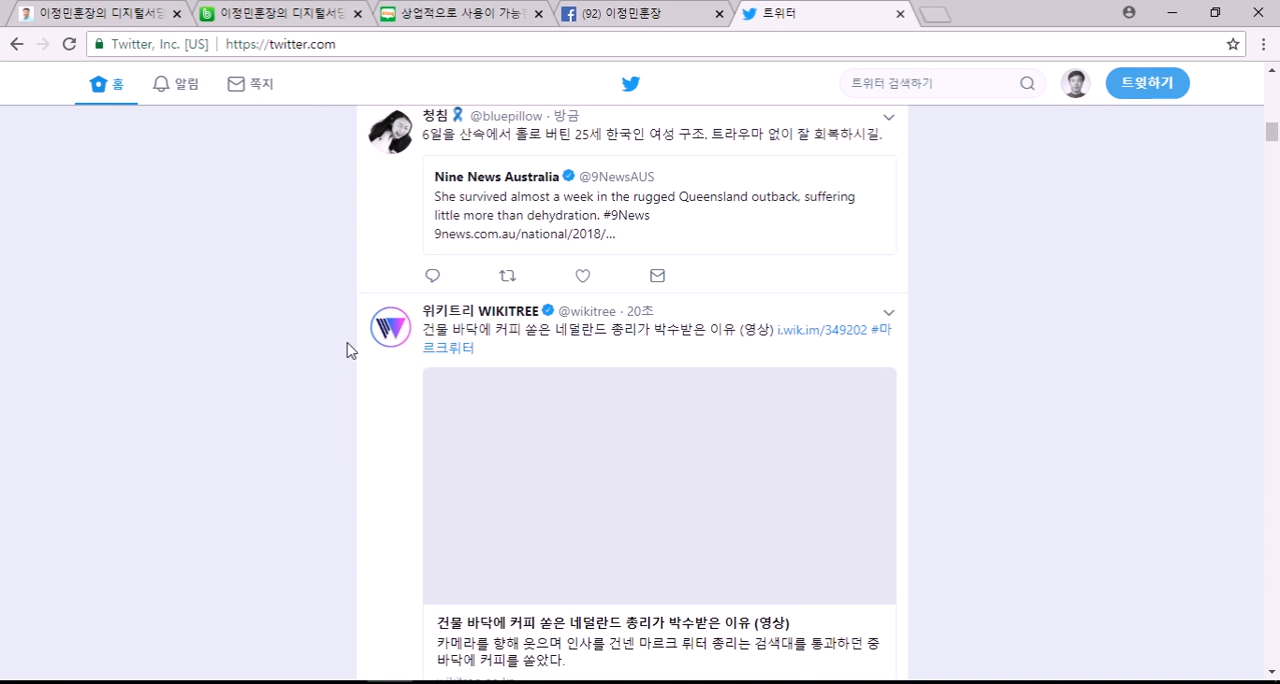 이정민훈장의 디지털서당
이정민훈장의 디지털서당
상업적으로 사용이 가능한
(92) 이정민훈장
트위터
Twitter, Inc. [US]
https://twitter.com
홈
알림
쪽지
트위터 검색하기
트윗하기
청침 @bluepillow · 방금
6일을 산속에서 홀로 버틴 25세 한국인 여성 구조. 트라우마 없이 잘 회복하시길.
Nine News Australia @9NewsAUS
She survived almost a week in the rugged Queensland outback, suffering
little more than dehydration. #9News
9news.com.au/national/2018/...
위키트리 WIKITREE @wikitree · 20초
건물 바닥에 커피 쏟은 네덜란드 총리가 박수받은 이유 (영상) i.wik.im/349202 #마
르크뤼터
건물 바닥에 커피 쏟은 네덜란드 총리가 박수받은 이유 (영상)
카메라를 향해 웃으며 인사를 건넨 마르크 뤼터 총리는 검색대를 통과하던 중
바닥에 커피를 쏟았다.